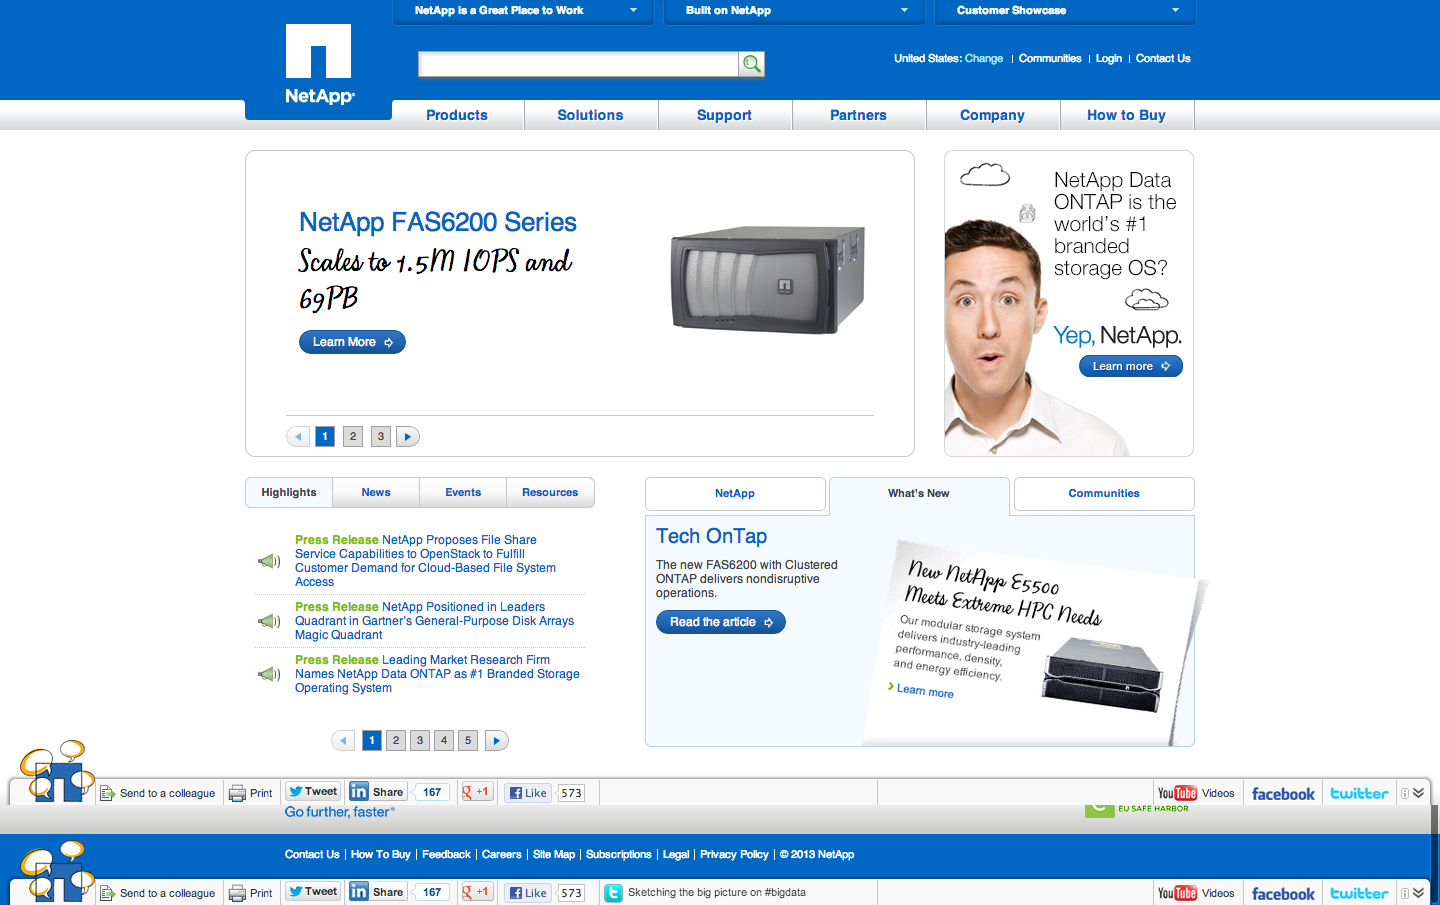 NetApp is a Great Place to Work
Built on NetApp
Customer Showcase
United States: Change | Communities | Login | Contact Us
NetApp®
Products
Solutions
Support
Partners
Company
How to Buy
NetApp FAS6200 Series
Scales to 1.5M IOPS and
69PB
Learn More
1 2 3
NetApp Data
ONTAP is the
world's #1
branded
storage OS?
Yep, NetApp.
Learn more
Highlights
News
Events
Resources
Press Release NetApp Proposes File Share
Service Capabilities to OpenStack to Fulfill
Customer Demand for Cloud-Based File System
Access
Press Release NetApp Positioned in Leaders
Quadrant in Gartner's General-Purpose Disk Arrays
Magic Quadrant
Press Release Leading Market Research Firm
Names NetApp Data ONTAP as #1 Branded Storage
Operating System
1 2 3 4 5
NetApp
What's New
Communities
Tech OnTap
The new FAS6200 with Clustered
ONTAP delivers nondisruptive
operations.
Read the article
New NetApp E5500
Meets Extreme HPC Needs
Our modular storage system
delivers industry-leading
performance, density,
and energy efficiency.
Learn more
Send to a colleague
Print
Tweet
in Share 167
g +1
f Like 573
YouTube Videos
facebook
twitter
Go further, faster®
EU SAFE HARBOR
Contact Us | How To Buy | Feedback | Careers | Site Map | Subscriptions | Legal | Privacy Policy | © 2013 NetApp
Send to a colleague
Print
Tweet
in Share 167
g +1
f Like 573
Sketching the big picture on #bigdata
YouTube Videos
facebook
twitter